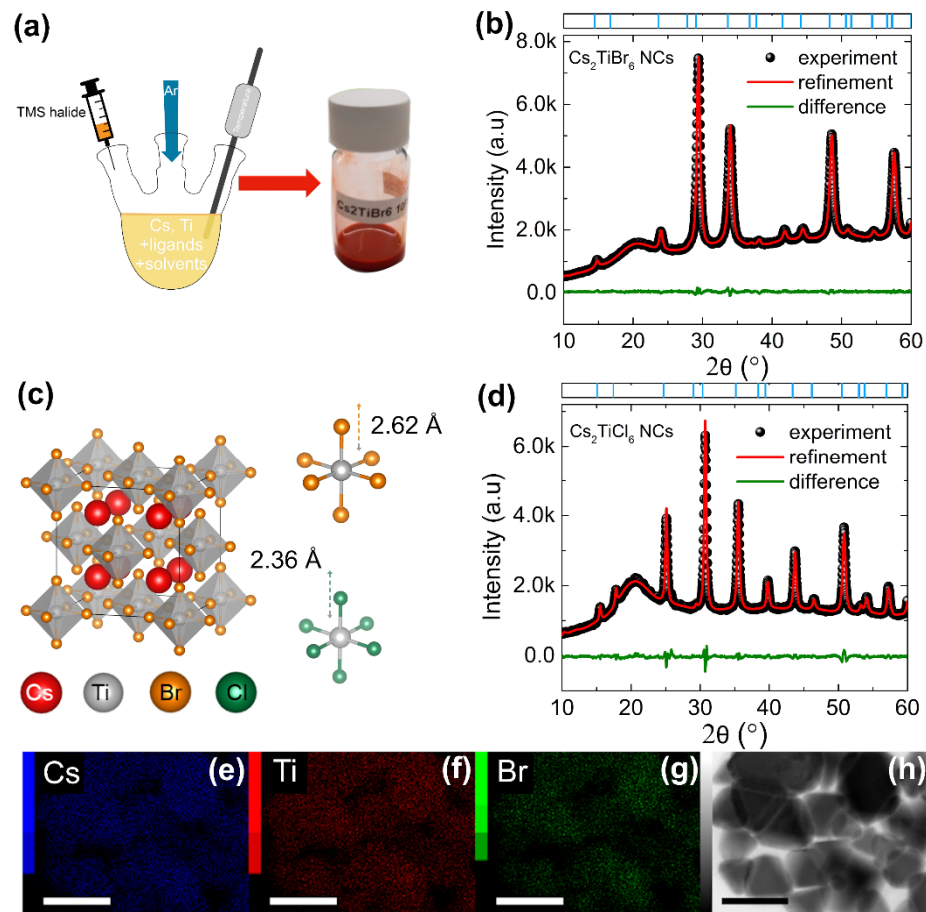 (a)
TMS halide
Ar
Temperature
Cs, Ti
+ligands
+solvents
Cs2TiBr6 10
(b)
Cs₂TiBr₆ NCs
experiment
refinement
difference
8.0k
6.0k
4.0k
2.0k
0.0
Intensity (a.u)
10 20 30 40 50 60
2θ (°)
(c)
2.62 Å
2.36 Å
Cs Ti Br Cl
(d)
Cs₂TiCl₆ NCs
experiment
refinement
difference
6.0k
4.0k
2.0k
0.0
Intensity (a.u)
10 20 30 40 50 60
2θ (°)
Cs (e)
Ti (f)
Br (g)
(h)